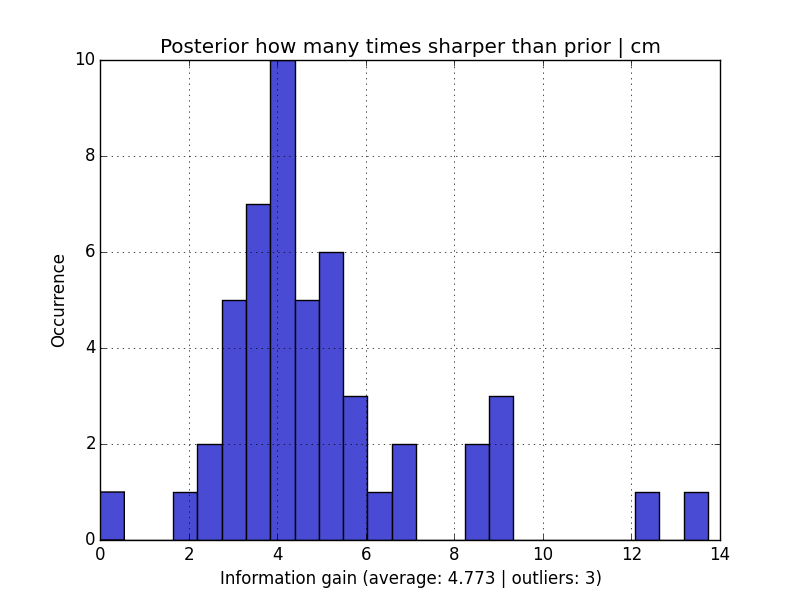 Posterior how many times sharper than prior | cm
10
8
6
4
2
0
Occurrence
0 2 4 6 8 10 12 14
Information gain (average: 4.773 | outliers: 3)